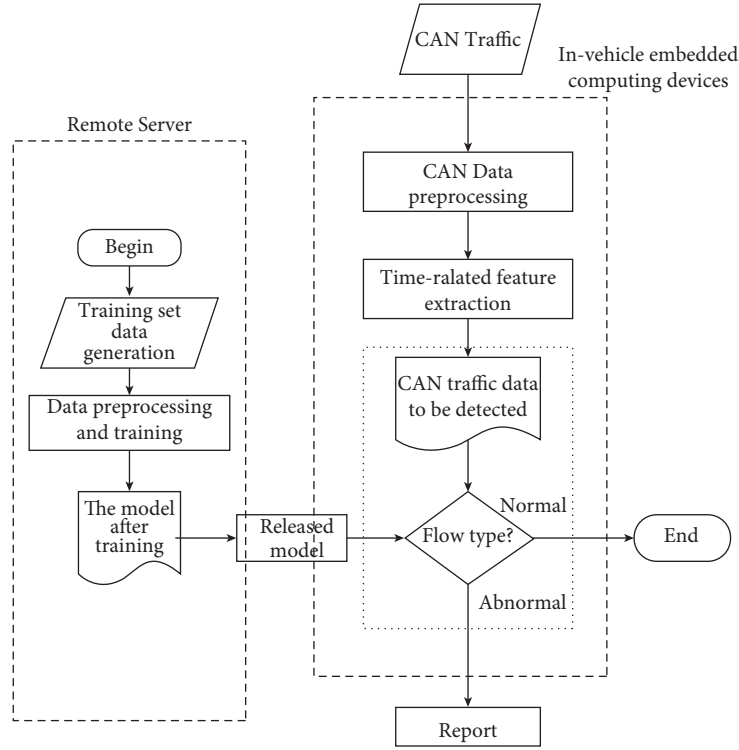 CAN Traffic
In-vehicle embedded
computing devices
Remote Server
CAN Data
preprocessing
Begin
Time-ralated feature
extraction
Training set
data
generation
CAN traffic data
to be detected
Data preprocessing
and training
The model
after
training
Released
model
Flow type?
Normal
End
Abnormal
Report